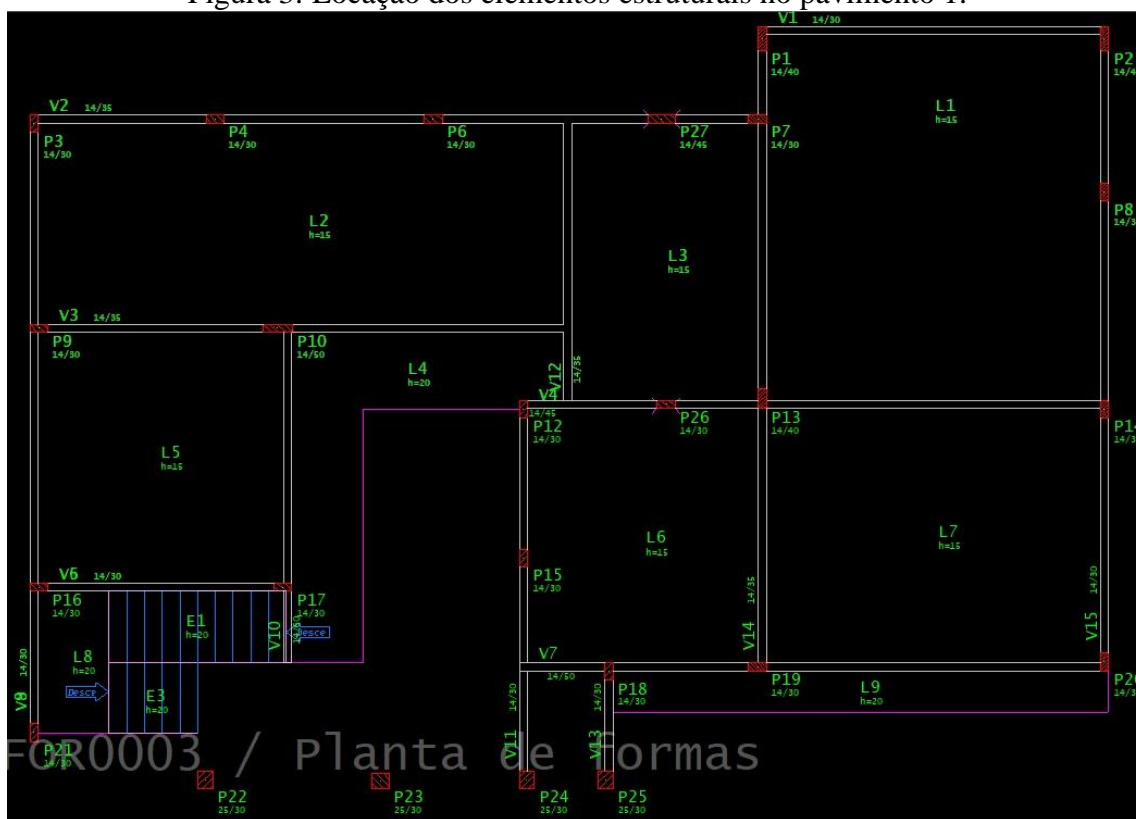 Figura 3: Locação dos elementos estruturais no pavimento 1.
V1 14/30
P1
14/40
P2
L1
h=15
V2 14/35
P3
14/30
P4
14/30
P6
14/30
P27
14/45
P7
14/30
P8
L2
h=15
L3
h=15
V3 14/35
P9
14/30
P10
14/50
L4
h=20
V12
14/35
V4
14/45
P12
14/30
P26
14/30
P13
14/40
L5
h=15
L6
h=15
L7
h=15
P15
14/30
V6 14/30
P16
14/30
P17
14/30
E1
h=20
V10
Desce
14/35
V14
14/30
V15
L8
h=20
14/30
Desce
E3
h=20
V7
14/50
P18
14/30
P19
14/30
L9
h=20
14/30
V11
14/30
V13
P21
14/30
FOR0003 / Planta de formas
P22
25/30
P23
25/30
P24
25/30
P25
25/30